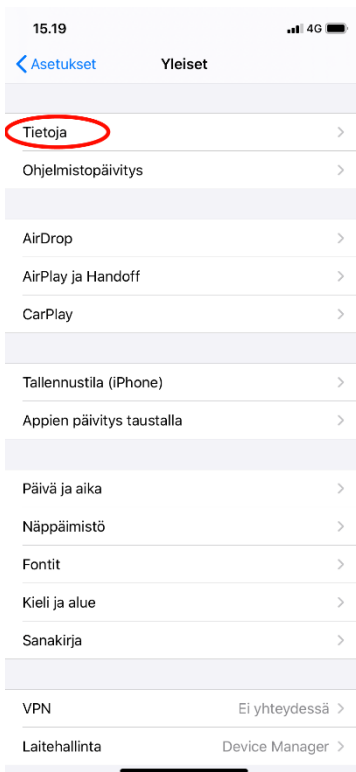 15.19 4G
Asetukset Yleiset
Tietoja
Ohjelmistopäivitys
AirDrop
AirPlay ja Handoff
CarPlay
Tallennustila (iPhone)
Appien päivitys taustalla
Päivä ja aika
Näppäimistö
Fontit
Kieli ja alue
Sanakirja
VPN Ei yhteydessä
Laitehallinta Device Manager